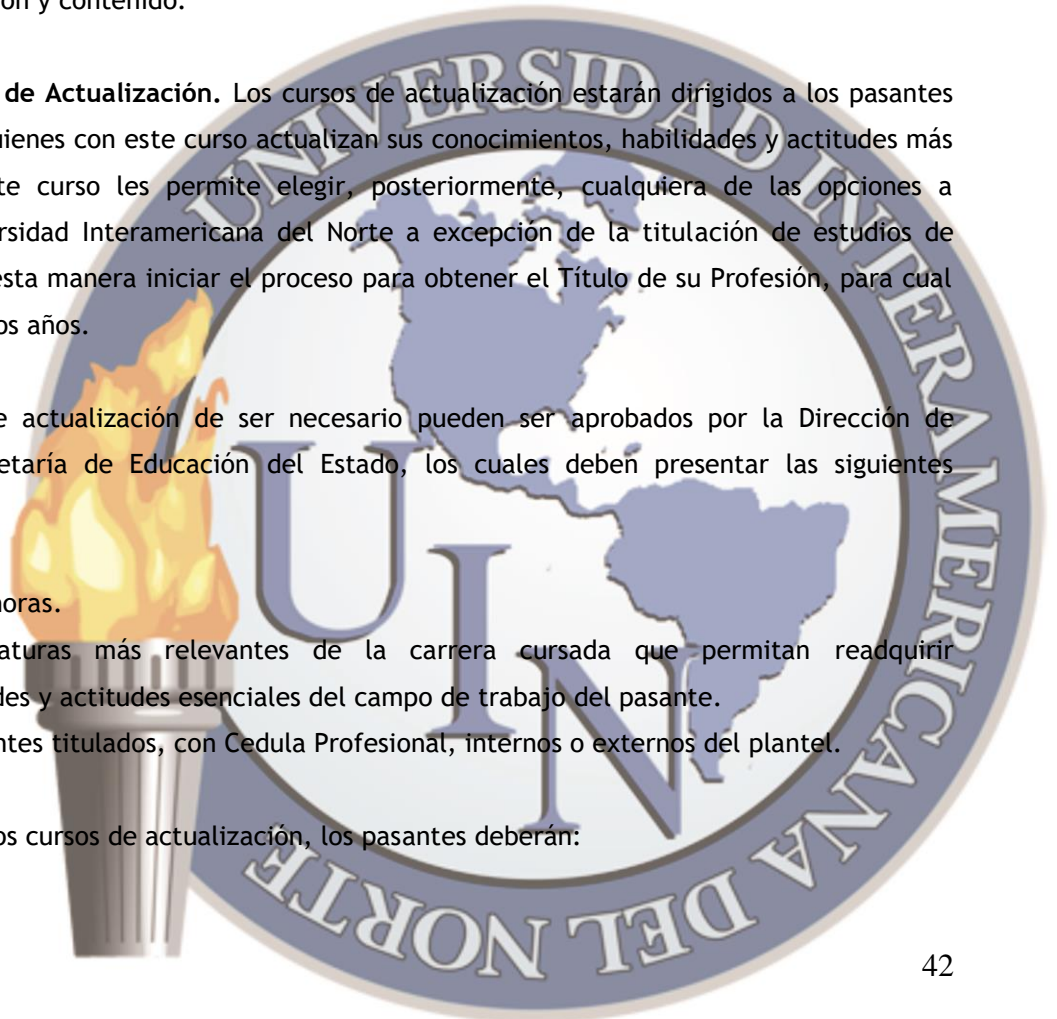 ón y contenido.
de Actualización. Los cursos de actualización estarán dirigidos a los pasantes
uienes con este curso actualizan sus conocimientos, habilidades y actitudes más
te curso les permite elegir, posteriormente, cualquiera de las opciones a
rsidad Interamericana del Norte a excepción de la titulación de estudios de
esta manera iniciar el proceso para obtener el Título de su Profesión, para cual
os años.
e actualización de ser necesario pueden ser aprobados por la Dirección de
etaría de Educación del Estado, los cuales deben presentar las siguientes
horas.
aturas más relevantes de la carrera cursada que permitan readquirir
des y actitudes esenciales del campo de trabajo del pasante.
ntes titulados, con Cedula Profesional, internos o externos del plantel.
os cursos de actualización, los pasantes deberán:
42
UNIVERSIDAD INTERAMERICANA DEL NORTE
UIN